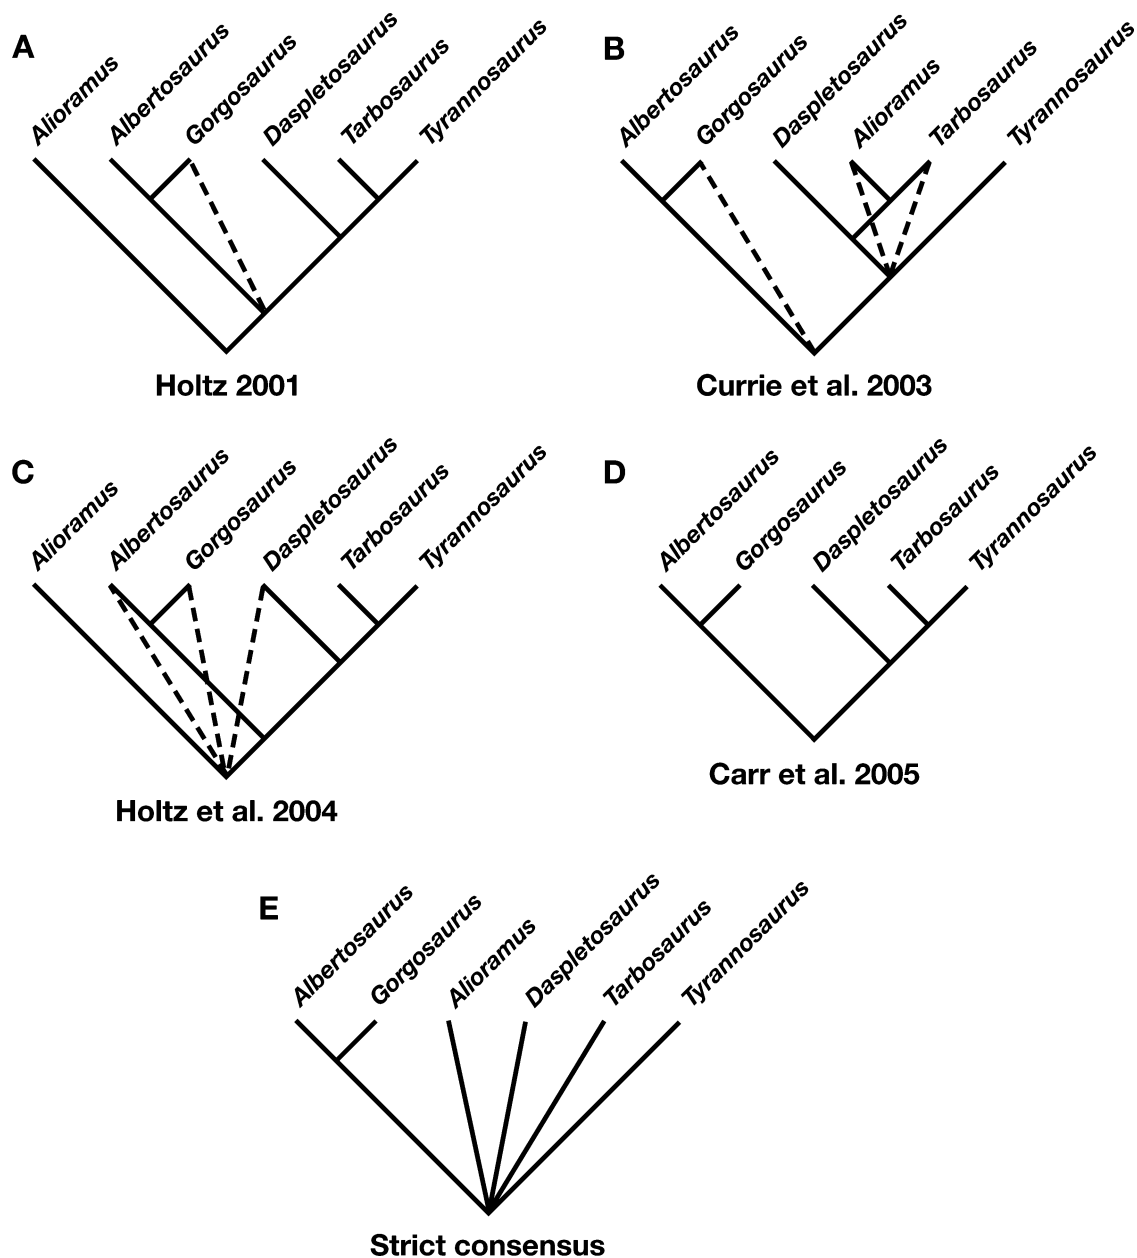 A
Alioramus
Albertosaurus
Gorgosaurus
Daspletosaurus
Tarbosaurus
Tyrannosaurus
Holtz 2001
B
Albertosaurus
Gorgosaurus
Daspletosaurus
Alioramus
Tarbosaurus
Tyrannosaurus
Currie et al. 2003
C
Alioramus
Albertosaurus
Gorgosaurus
Daspletosaurus
Tarbosaurus
Tyrannosaurus
Holtz et al. 2004
D
Albertosaurus
Gorgosaurus
Daspletosaurus
Tarbosaurus
Tyrannosaurus
Carr et al. 2005
E
Albertosaurus
Gorgosaurus
Alioramus
Daspletosaurus
Tarbosaurus
Tyrannosaurus
Strict consensus